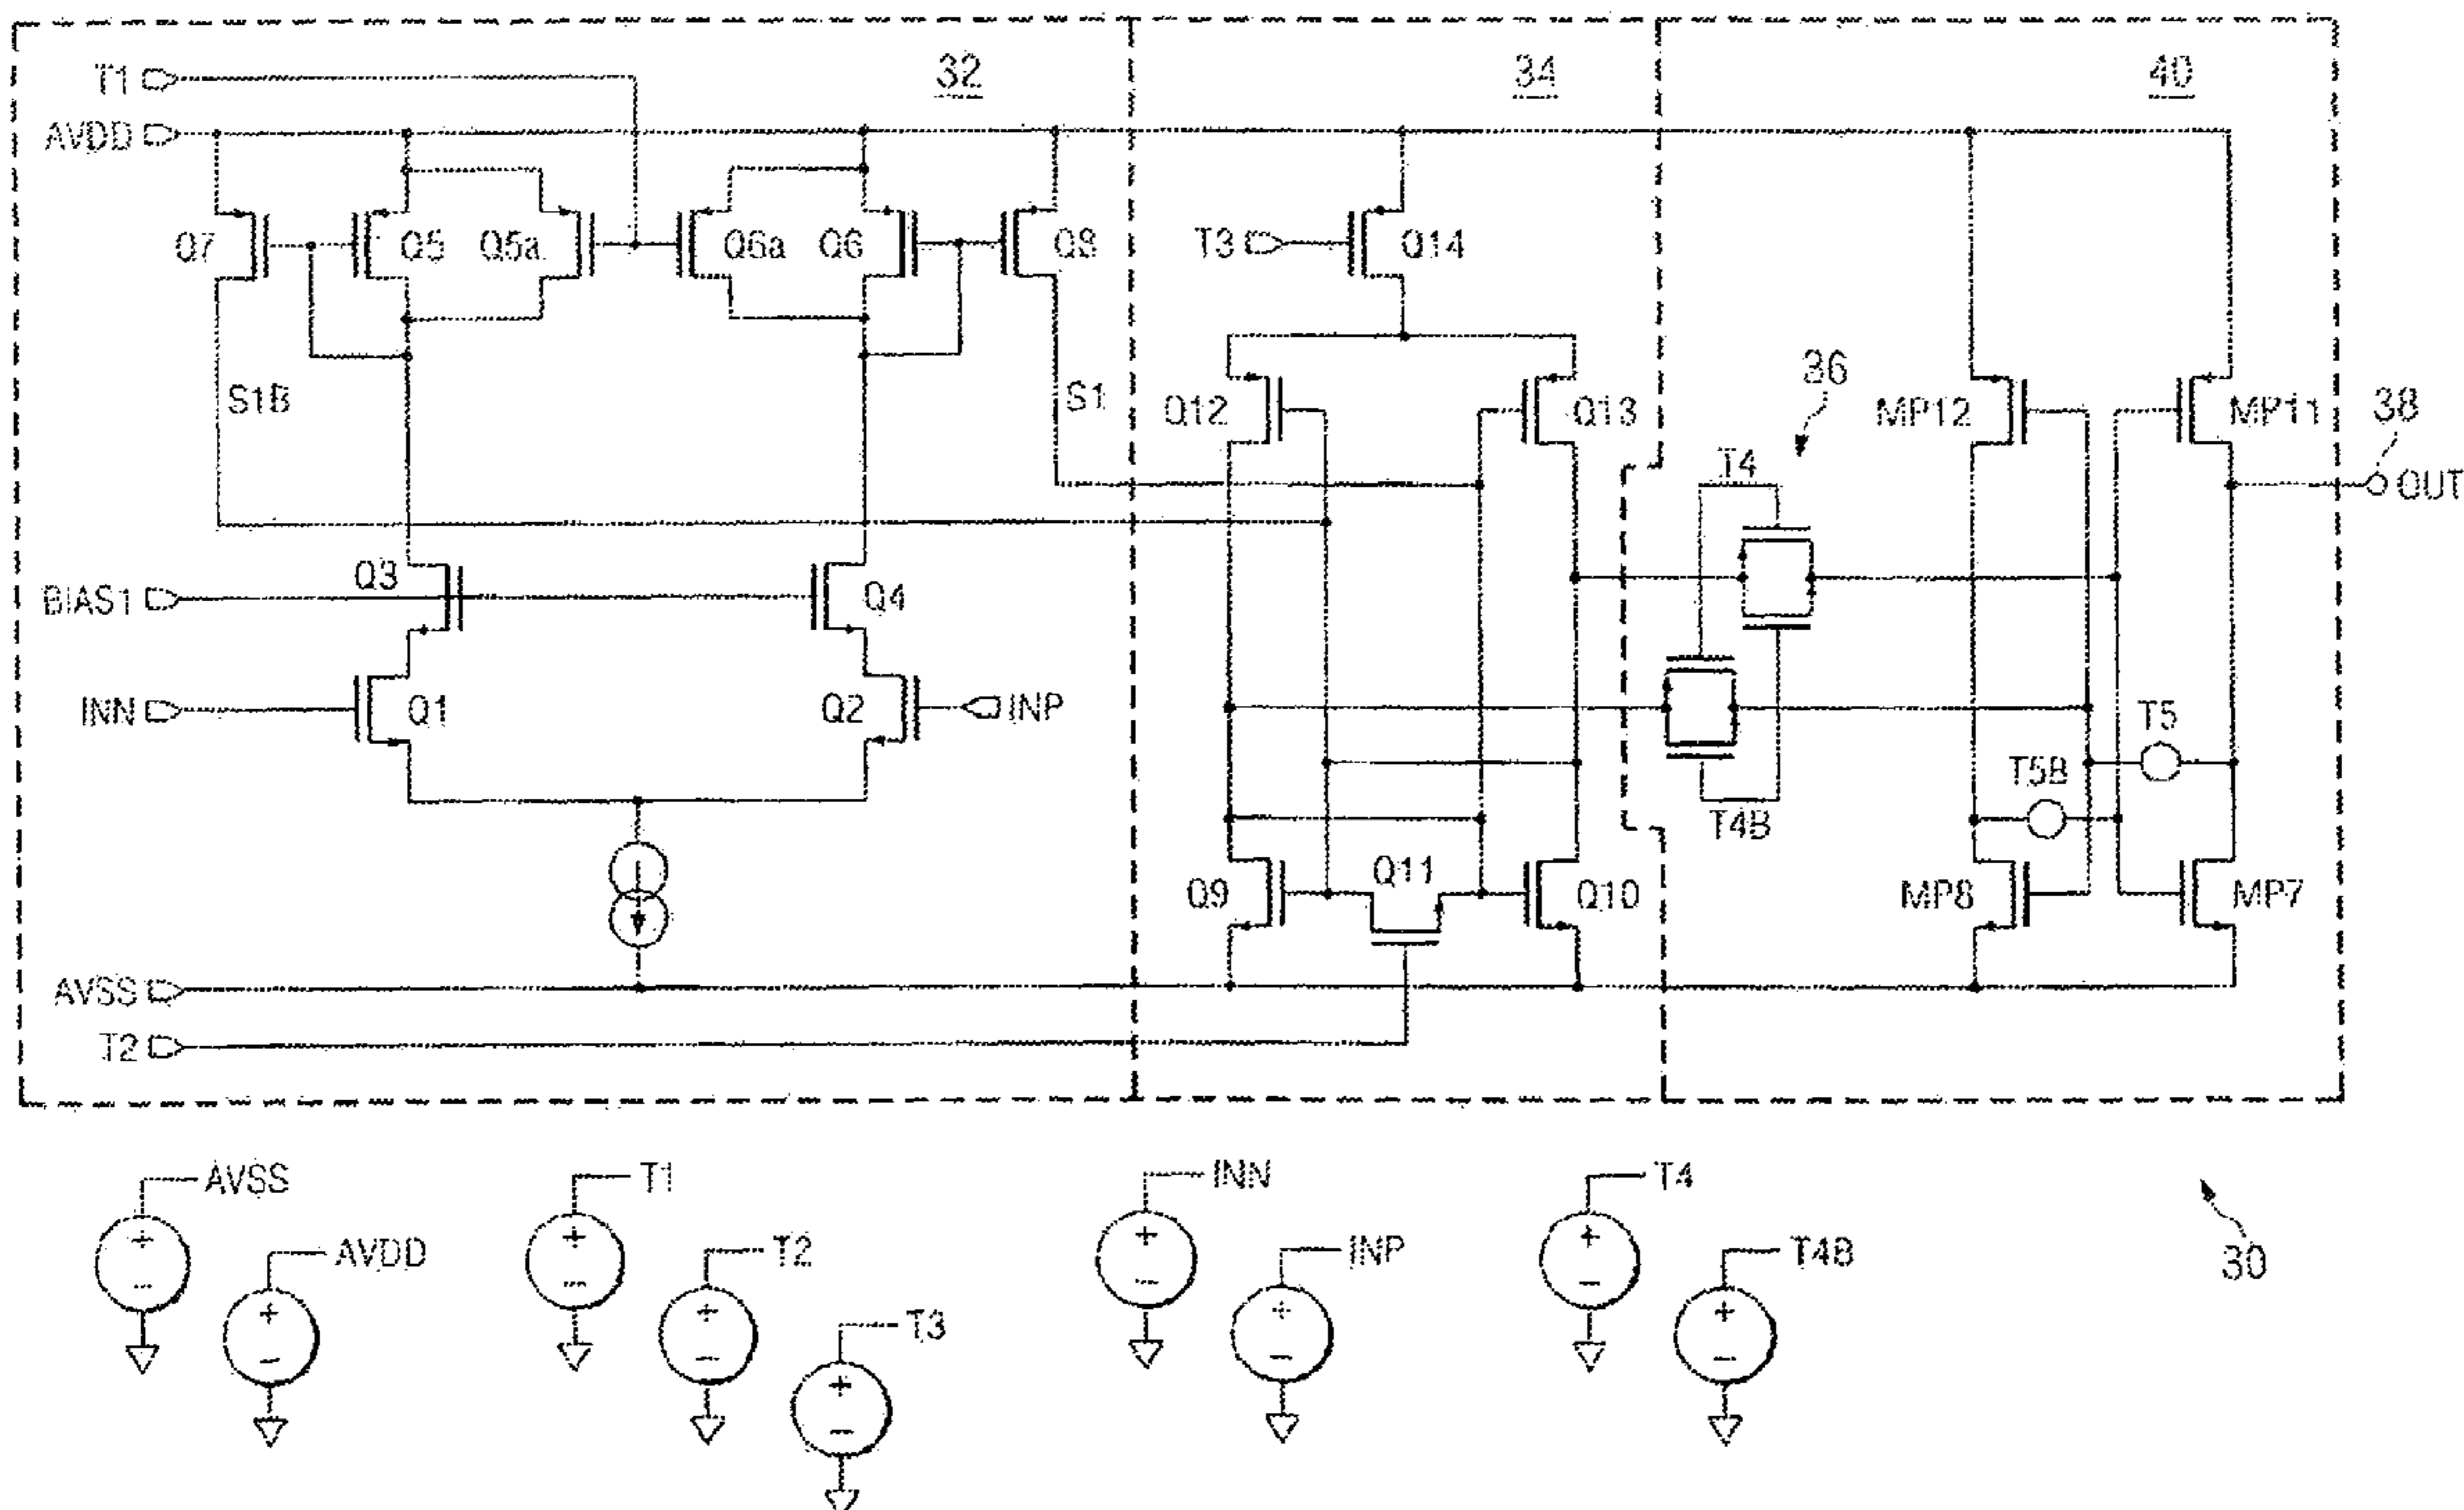 T1
32
34
40
AVDD
Q7
Q5
Q5a
Q6a
Q6
Q8
T3
Q14
S1B
S1
Q12
Q13
36
MP12
MP11
38
T4
OUT
Q3
BIAS1
Q4
INN
Q1
Q2
INP
T5
T5B
T4B
Q9
Q11
Q10
MP8
MP7
AVSS
T2
AVSS
T1
INN
T4
AVDD
T2
INP
T4B
30
T3